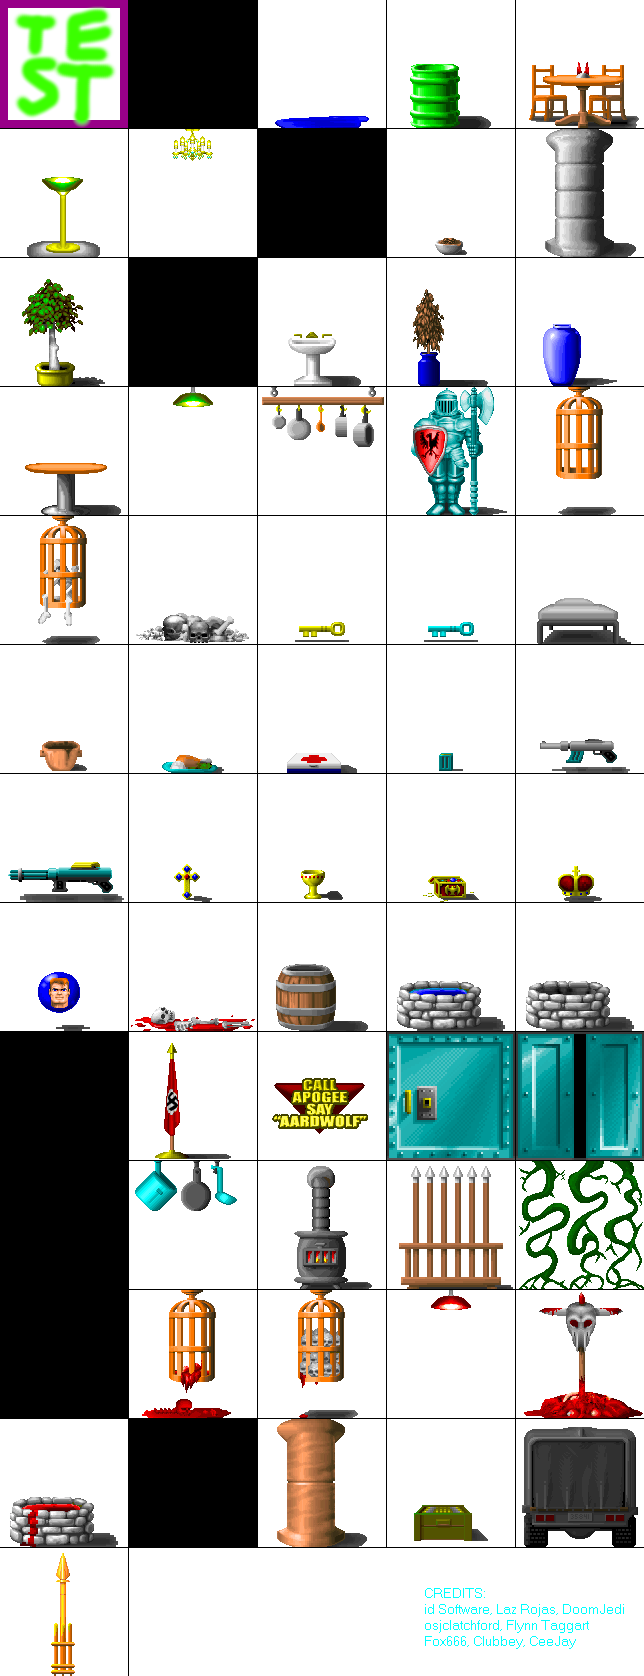 TE
ST
CALL
APOGEE
SAY
"AARDWOLF"
CREDITS:
id Software, Laz Rojas, DoomJedi
osjclatchford, Flynn Taggart
Fox666, Clubbey, CeeJay